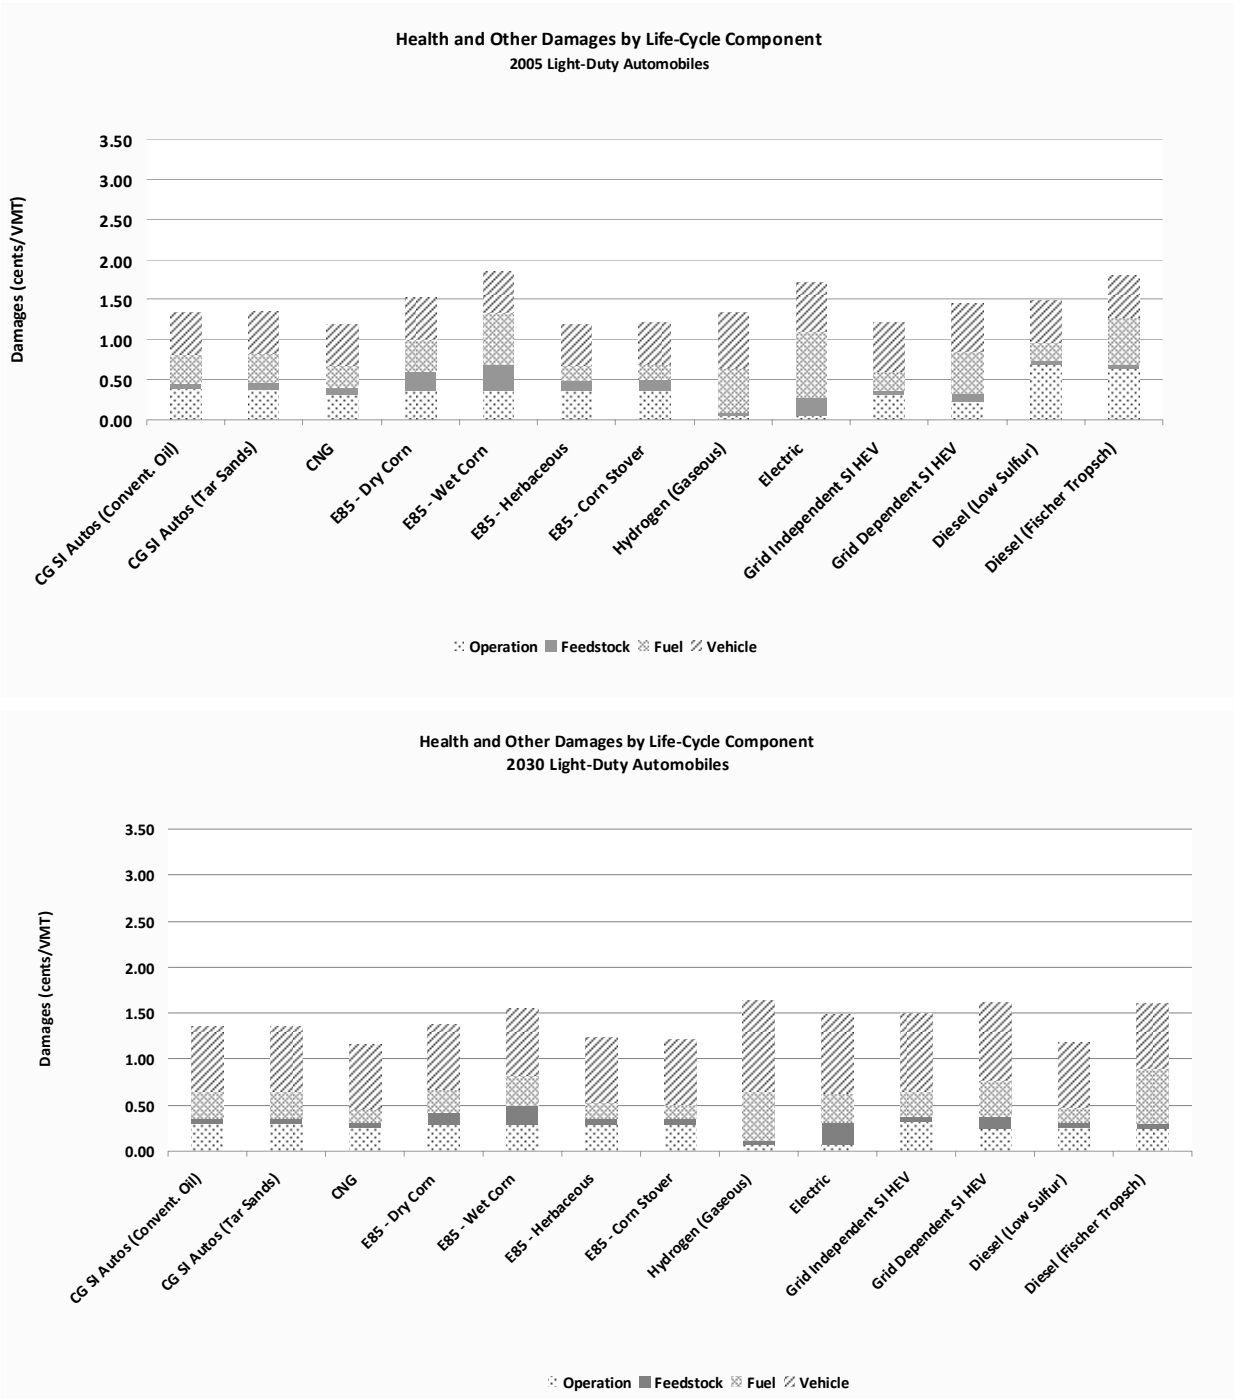 Health and Other Damages by Life-Cycle Component
2005 Light-Duty Automobiles
Damages (cents/VMT)
3.50
3.00
2.50
2.00
1.50
1.00
0.50
0.00
CG SI Autos (Convent. Oil)
CG SI Autos (Tar Sands)
CNG
E85 - Dry Corn
E85 - Wet Corn
E85 - Herbaceous
E85 - Corn Stover
Hydrogen (Gaseous)
Electric
Grid Independent SI HEV
Grid Dependent SI HEV
Diesel (Low Sulfur)
Diesel (Fischer Tropsch)
Operation Feedstock Fuel Vehicle
Health and Other Damages by Life-Cycle Component
2030 Light-Duty Automobiles
Damages (cents/VMT)
3.50
3.00
2.50
2.00
1.50
1.00
0.50
0.00
CG SI Autos (Convent. Oil)
CG SI Autos (Tar Sands)
CNG
E85 - Dry Corn
E85 - Wet Corn
E85 - Herbaceous
E85 - Corn Stover
Hydrogen (Gaseous)
Electric
Grid Independent SI HEV
Grid Dependent SI HEV
Diesel (Low Sulfur)
Diesel (Fischer Tropsch)
Operation Feedstock Fuel Vehicle